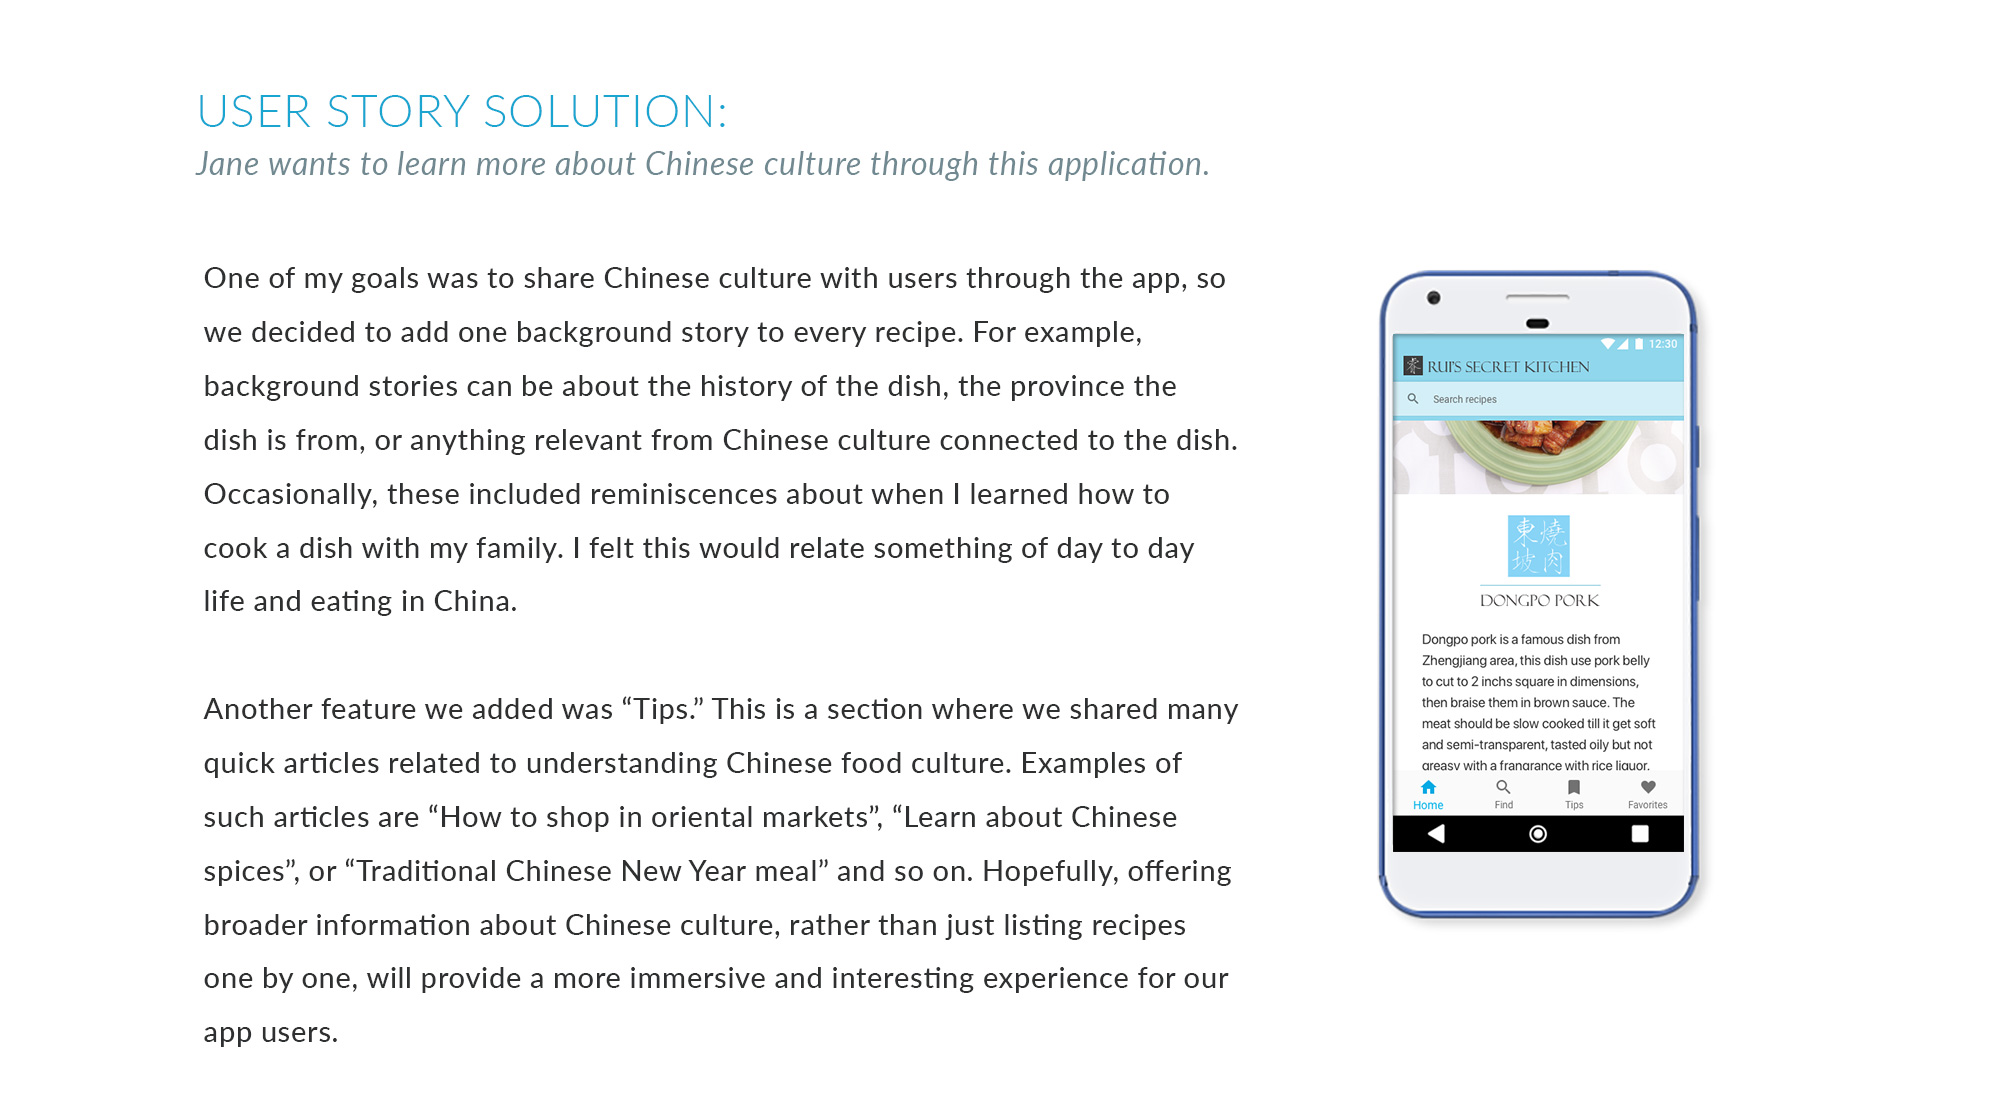 USER STORY SOLUTION:
Jane wants to learn more about Chinese culture through this application.
One of my goals was to share Chinese culture with users through the app, so
we decided to add one background story to every recipe. For example,
background stories can be about the history of the dish, the province the
dish is from, or anything relevant from Chinese culture connected to the dish.
Occasionally, these included reminiscences about when I learned how to
cook a dish with my family. I felt this would relate something of day to day
life and eating in China.
Another feature we added was “Tips.” This is a section where we shared many
quick articles related to understanding Chinese food culture. Examples of
such articles are “How to shop in oriental markets”, “Learn about Chinese
spices”, or “Traditional Chinese New Year meal” and so on. Hopefully, offering
broader information about Chinese culture, rather than just listing recipes
one by one, will provide a more immersive and interesting experience for our
app users.
12:30
RUI'S SECRET KITCHEN
Search recipes
東燒
坡肉
DONGPO PORK
Dongpo pork is a famous dish from
Zhengjiang area, this dish use pork belly
to cut to 2 inchs square in dimensions,
then braise them in brown sauce. The
meat should be slow cooked till it get soft
and semi-transparent, tasted oily but not
greasy with a frangrance with rice liquor.
Home Find Tips Favorites